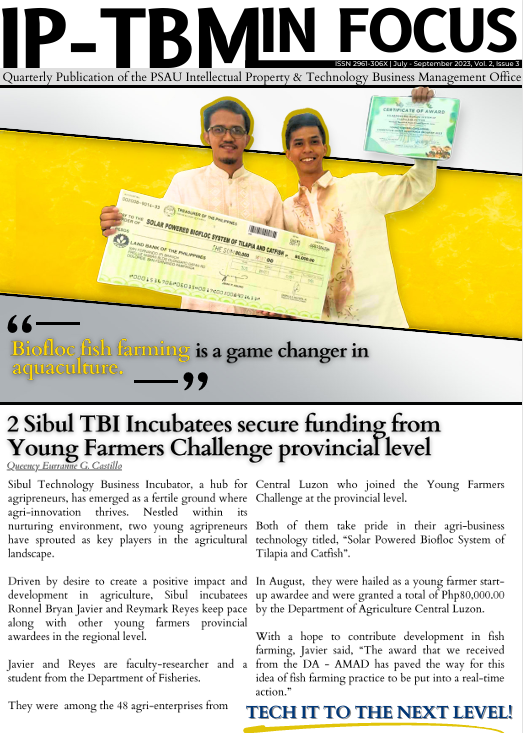 IP-TBM IN FOCUS
ISSN 2961-306X | July - September 2023, Vol. 2, Issue 3
Quarterly Publication of the PSAU Intellectual Property & Technology Business Management Office
CERTIFICATE OF AWARD
TREASURER OF THE PHILIPPINES
SOLAR POWERED BIOFLOC SYSTEM OF TILAPIA AND CATFISH
LAND BANK OF THE PHILIPPINES
“
Biofloc fish farming is a game changer in
aquaculture.
”
2 Sibul TBI Incubatees secure funding from
Young Farmers Challenge provincial level
Queency Eurranne G. Castillo
Sibul Technology Business Incubator, a hub for
agripreneurs, has emerged as a fertile ground where
agri-innovation thrives. Nestled within its
nurturing environment, two young agripreneurs
have sprouted as key players in the agricultural
landscape.
Driven by desire to create a positive impact and
development in agriculture, Sibul incubatees
Ronnel Bryan Javier and Reymark Reyes keep pace
along with other young farmers provincial
awardees in the regional level.
Javier and Reyes are faculty-researcher and a
student from the Department of Fisheries.
They were among the 48 agri-enterprises from
Central Luzon who joined the Young Farmers
Challenge at the provincial level.
Both of them take pride in their agri-business
technology titled, “Solar Powered Biofloc System of
Tilapia and Catfish”.
In August, they were hailed as a young farmer start-
up awardee and were granted a total of Php80,000.00
by the Department of Agriculture Central Luzon.
With a hope to contribute development in fish
farming, Javier said, “The award that we received
from the DA - AMAD has paved the way for this
idea of fish farming practice to be put into a real-time
action.”
TECH IT TO THE NEXT LEVEL!